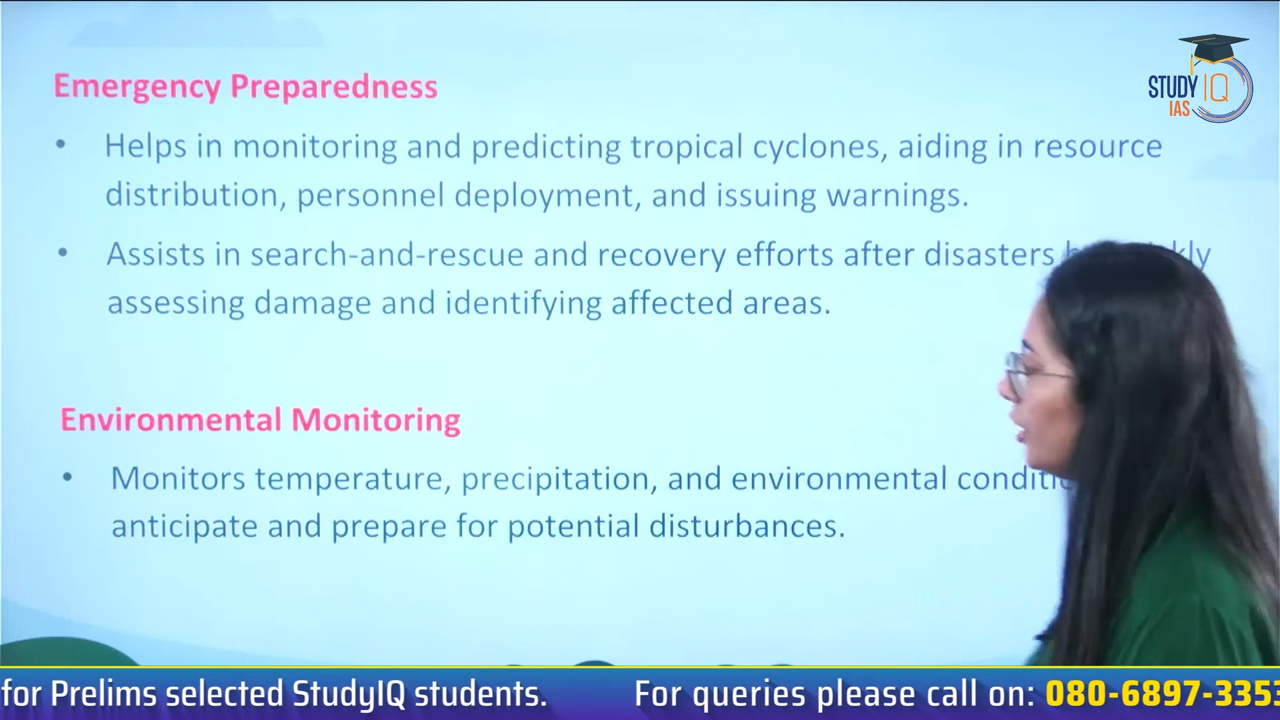 STUDY IQ
IAS
Emergency Preparedness
• Helps in monitoring and predicting tropical cyclones, aiding in resource
distribution, personnel deployment, and issuing warnings.
• Assists in search-and-rescue and recovery efforts after disasters
assessing damage and identifying affected areas.
Environmental Monitoring
• Monitors temperature, precipitation, and environmental
anticipate and prepare for potential disturbances.
for Prelims selected StudyIQ students. For queries please call on: 080-6897-3353